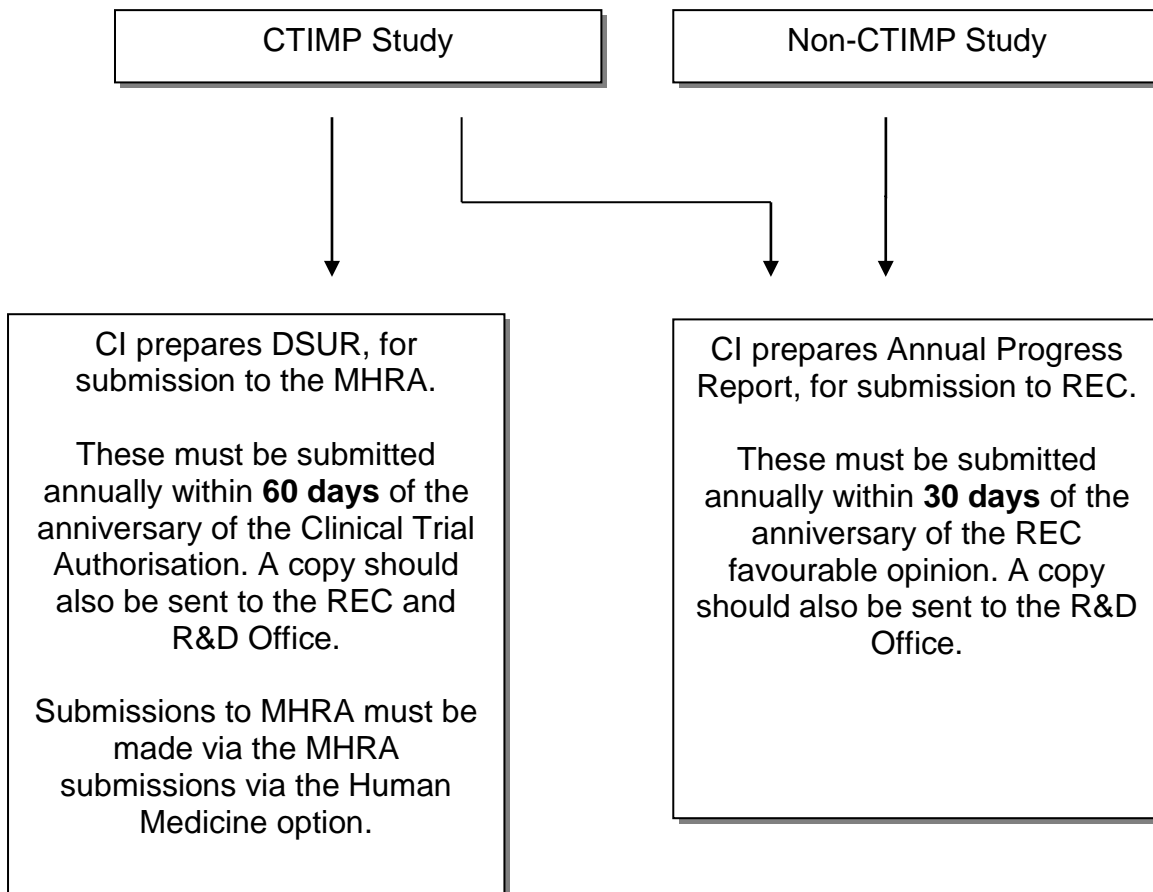 CTIMP Study
Non-CTIMP Study
CI prepares DSUR, for
submission to the MHRA.
These must be submitted
annually within 60 days of the
anniversary of the Clinical Trial
Authorisation. A copy should
also be sent to the REC and
R&D Office.
Submissions to MHRA must be
made via the MHRA
submissions via the Human
Medicine option.
CI prepares Annual Progress
Report, for submission to REC.
These must be submitted
annually within 30 days of the
anniversary of the REC
favourable opinion. A copy
should also be sent to the R&D
Office.